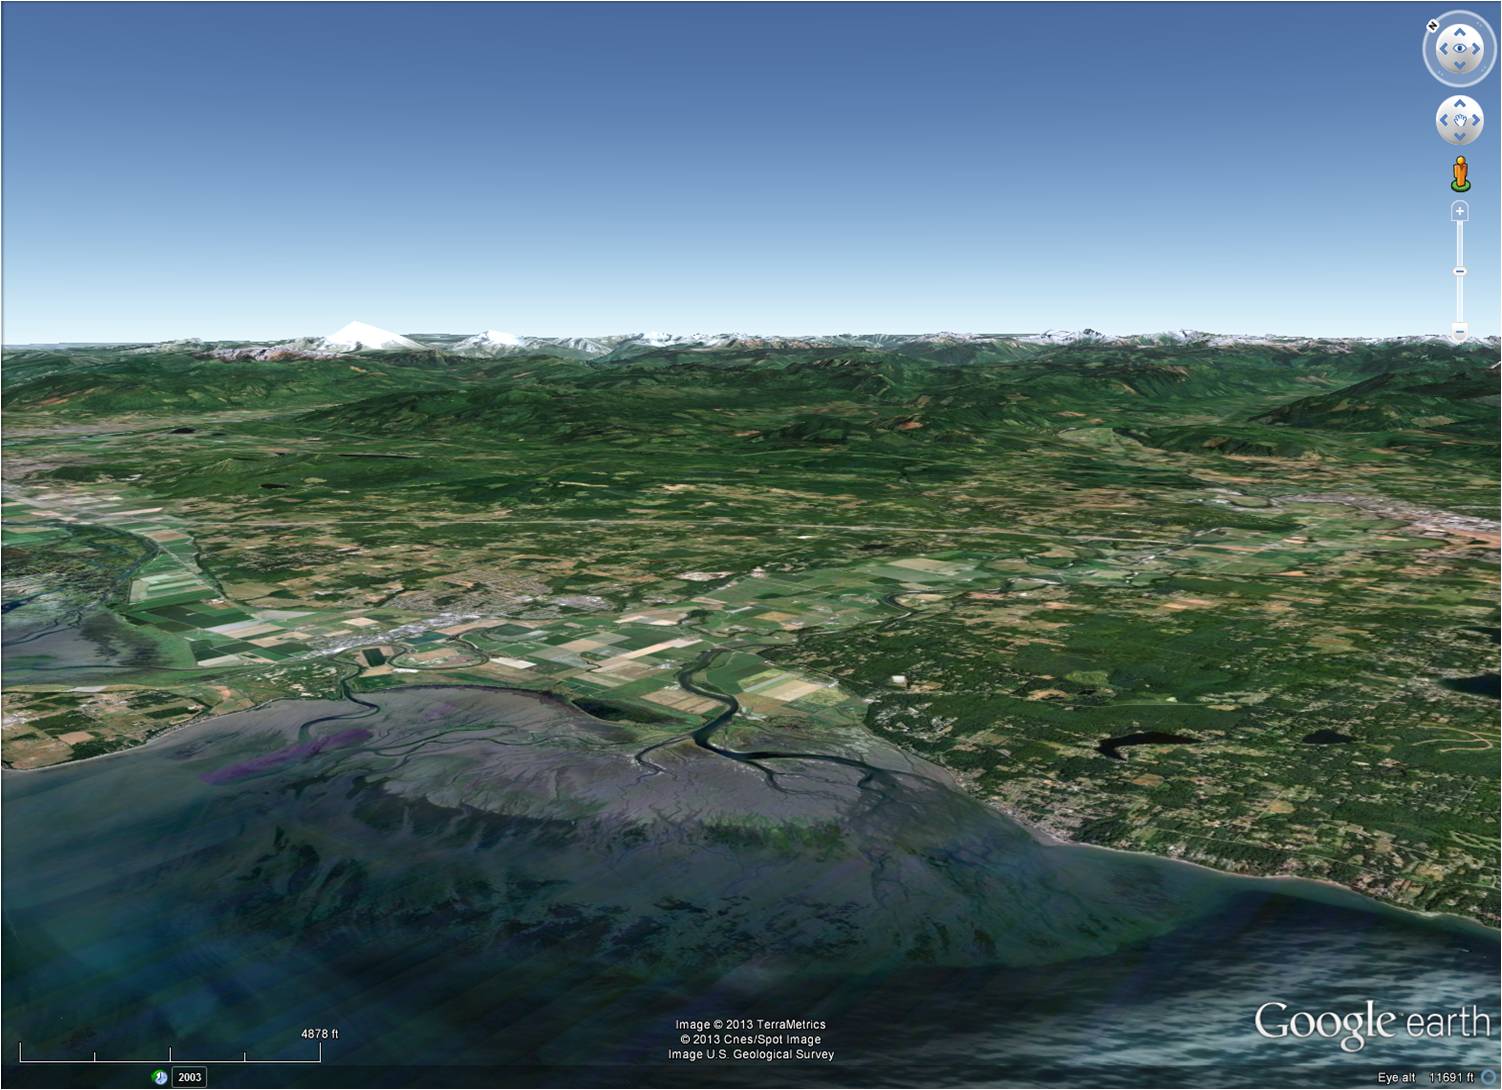 N
4878 ft
Image © 2013 TerraMetrics
© 2013 Cnes/Spot Image
Image U.S. Geological Survey
Google earth
2003
Eye alt 11691 ft